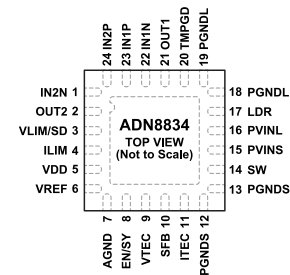 24 IN2P
23 IN1P
22 IN1N
21 OUT1
20 TMPGD
19 PGNDL
IN2N 1
OUT2 2
VLIM/SD 3
ILIM 4
VDD 5
VREF 6
ADN8834
TOP VIEW
(Not to Scale)
18 PGNDL
17 LDR
16 PVINL
15 PVINS
14 SW
13 PGNDS
AGND 7
EN/SY 8
VTEC 9
SFB 10
ITEC 11
PGNDS 12